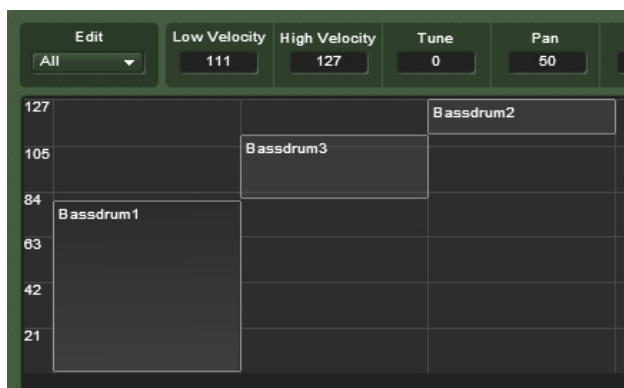 Edit Low Velocity High Velocity Tune Pan
All 111 127 0 50
127 Bassdrum2
105 Bassdrum3
84
Bassdrum1
63
42
21